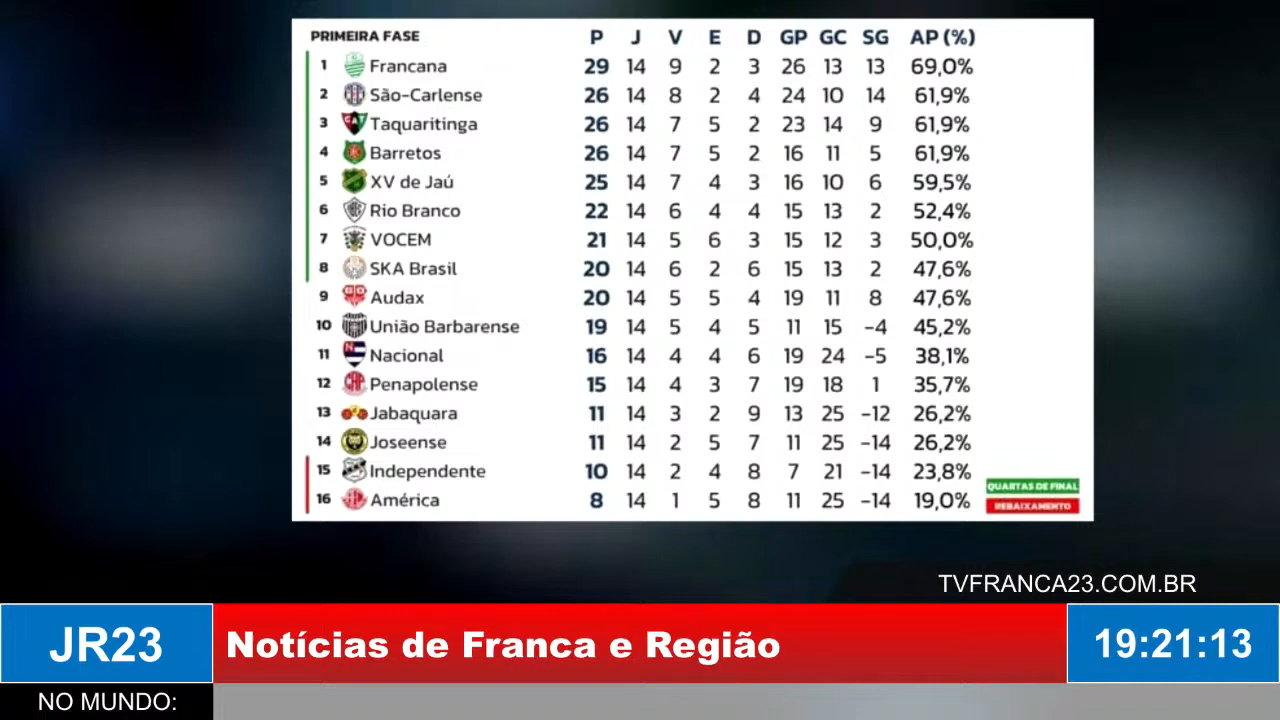 PRIMEIRA FASE P J V E D GP GC SG AP (%)
1 Francana 29 14 9 2 3 26 13 13 69,0%
2 São-Carlense 26 14 8 2 4 24 10 14 61,9%
3 Taquaritinga 26 14 7 5 2 23 14 9 61,9%
4 Barretos 26 14 7 5 2 16 11 5 61,9%
5 XV de Jaú 25 14 7 4 3 16 10 6 59,5%
6 Rio Branco 22 14 6 4 4 15 13 2 52,4%
7 VOCEM 21 14 5 6 3 15 12 3 50,0%
8 SKA Brasil 20 14 6 2 6 15 13 2 47,6%
9 Audax 20 14 5 5 4 19 11 8 47,6%
10 União Barbarense 19 14 5 4 5 11 15 -4 45,2%
11 Nacional 16 14 4 4 6 19 24 -5 38,1%
12 Penapolense 15 14 4 3 7 19 18 1 35,7%
13 Jabaquara 11 14 3 2 9 13 25 -12 26,2%
14 Joseense 11 14 2 5 7 11 25 -14 26,2%
15 Independente 10 14 2 4 8 7 21 -14 23,8%
QUARTAS DE FINAL
16 América 8 14 1 5 8 11 25 -14 19,0%
REBAIXAMENTO
TVFRANCA23.COM.BR
JR23 Notícias de Franca e Região 19:21:13
NO MUNDO: